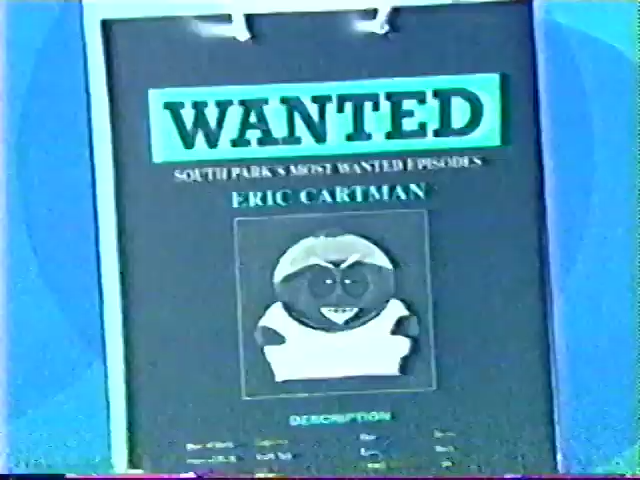 WANTED
SOUTH PARK'S MOST WANTED EPISODES
ERIC CARTMAN
DESCRIPTION